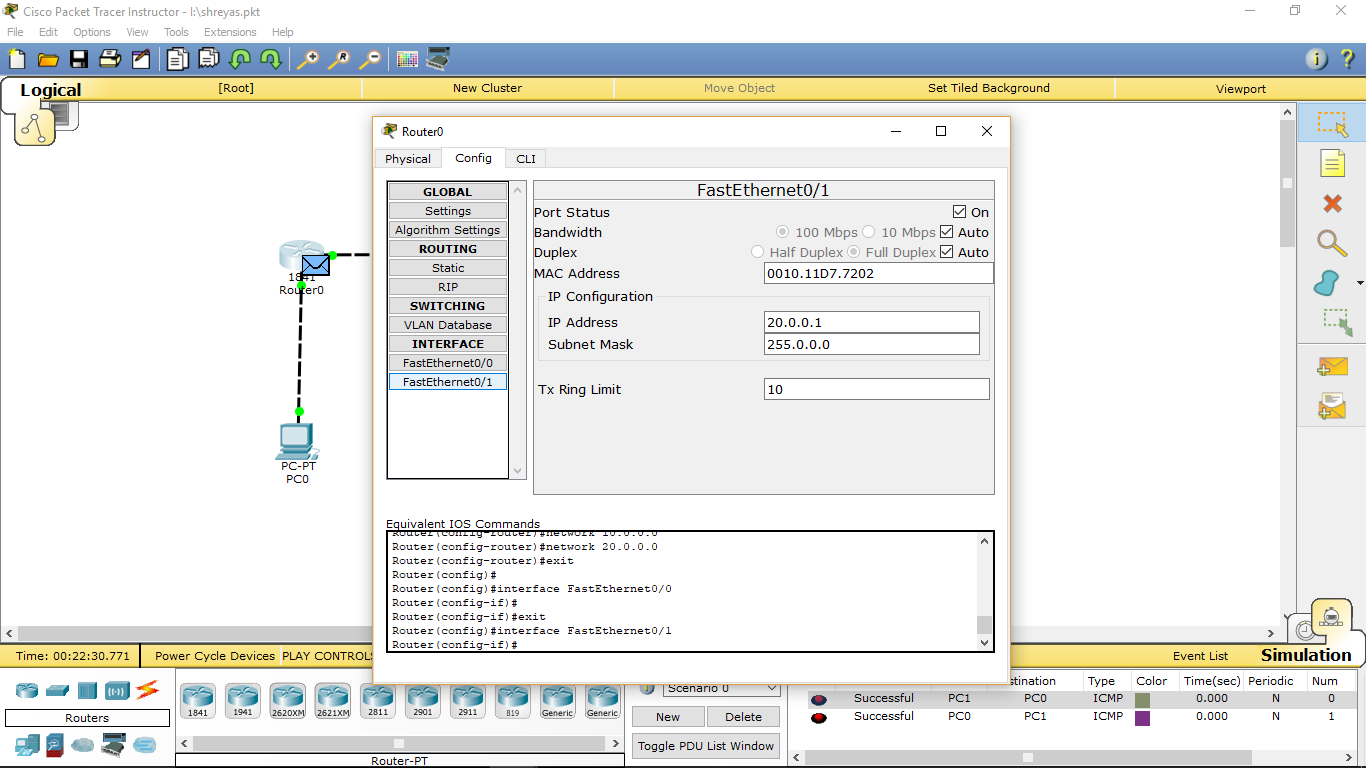 Cisco Packet Tracer Instructor - I:\shreyas.pkt
File Edit Options View Tools Extensions Help
Logical [Root] New Cluster Move Object Set Tiled Background Viewport
Router0
Physical Config CLI
GLOBAL
Settings
Algorithm Settings
ROUTING
Static
RIP
SWITCHING
VLAN Database
INTERFACE
FastEthernet0/0
FastEthernet0/1
FastEthernet0/1
Port Status On
Bandwidth 100 Mbps 10 Mbps Auto
Duplex Half Duplex Full Duplex Auto
MAC Address 0010.11D7.7202
IP Configuration
IP Address 20.0.0.1
Subnet Mask 255.0.0.0
Tx Ring Limit 10
Equivalent IOS Commands
Router(config-router)#network 10.0.0.0
Router(config-router)#network 20.0.0.0
Router(config-router)#exit
Router(config)#
Router(config)#interface FastEthernet0/0
Router(config-if)#
Router(config-if)#exit
Router(config)#interface FastEthernet0/1
Router(config-if)#
1841
Router0
PC-PT
PC0
Time: 00:22:30.771 Power Cycle Devices PLAY CONTROLS
Event List Simulation
Routers
1841 1941 2620XM 2621XM 2811 2901 2911 819 Generic Generic
Router-PT
Scenario 0
New Delete
Toggle PDU List Window
stination Type Color Time(sec) Periodic Num
Successful PC1 PC0 ICMP 0.000 N 0
Successful PC0 PC1 ICMP 0.000 N 1